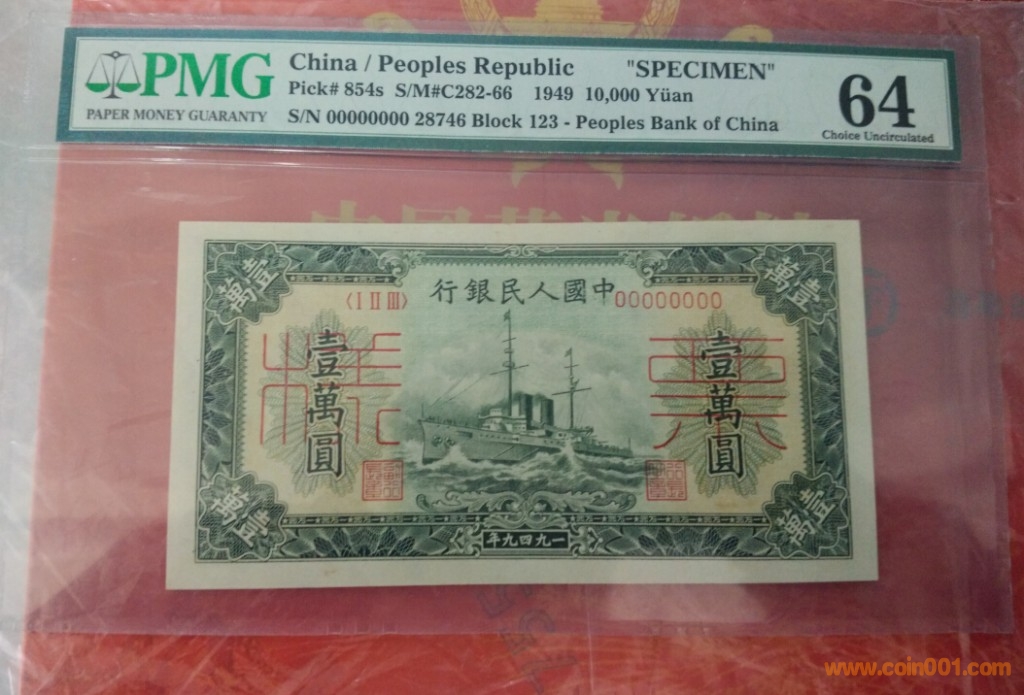 PMG
PAPER MONEY GUARANTY
China / Peoples Republic "SPECIMEN"
Pick# 854s S/M#C282-66 1949 10,000 Yüan
S/N 00000000 28746 Block 123 - Peoples Bank of China
64
Choice Uncirculated
行銀民人國中
〈I II III〉
00000000
壹萬
萬壹
樣
票
壹萬圓
壹萬圓
萬壹
壹萬
年九四九一
www.coin001.com